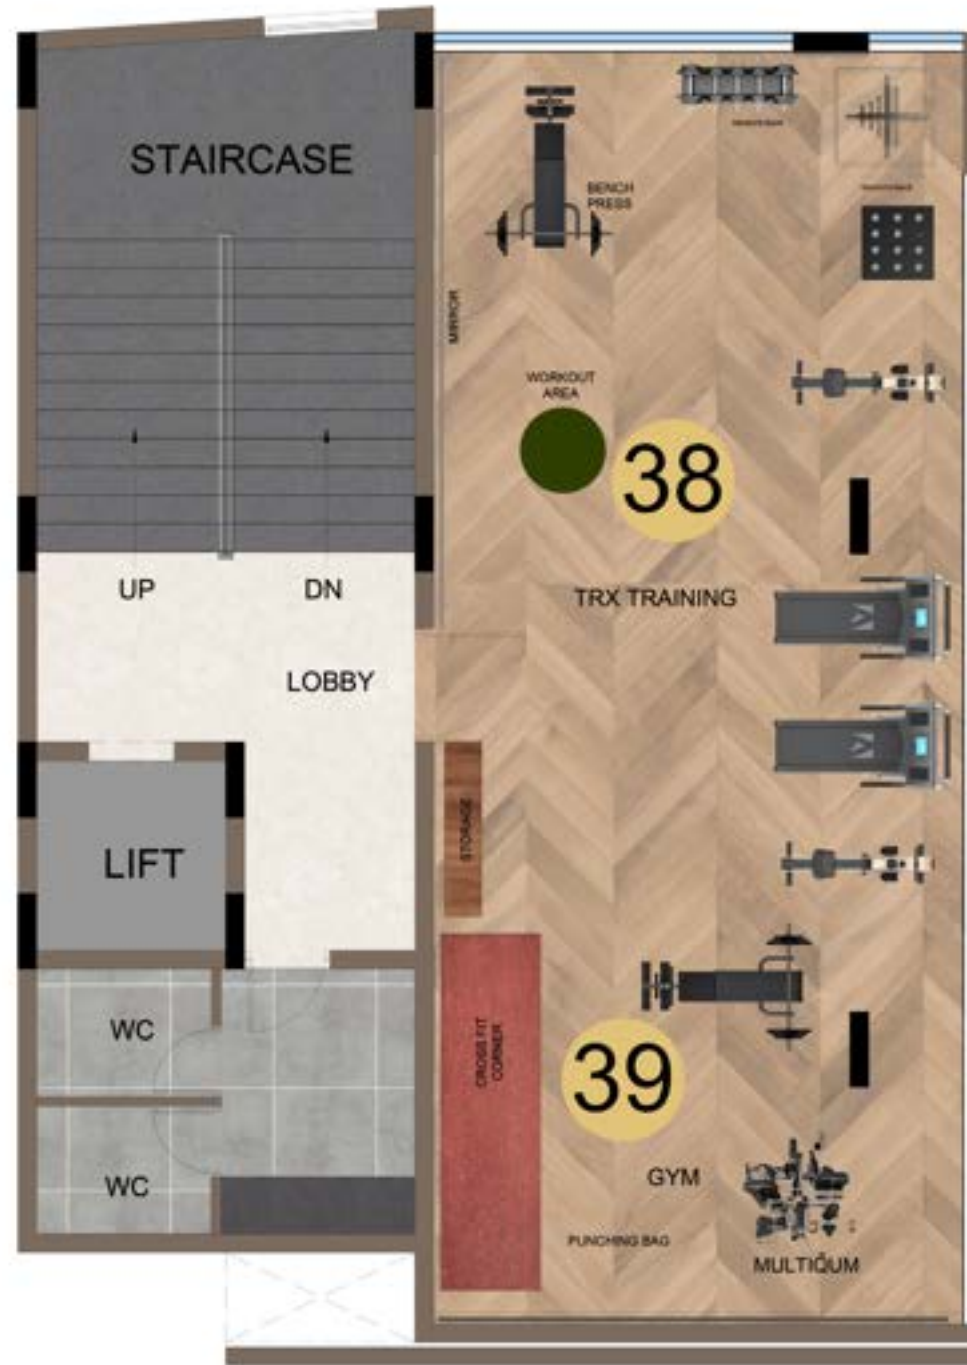 STAIRCASE
BENCH
PRESS
MIRROR
WORKOUT
AREA
38
UP
DN
TRX TRAINING
LOBBY
STORAGE
LIFT
CROSS FIT
CORNER
WC
39
WC
GYM
PUNCHING BAG
MULTIGUM